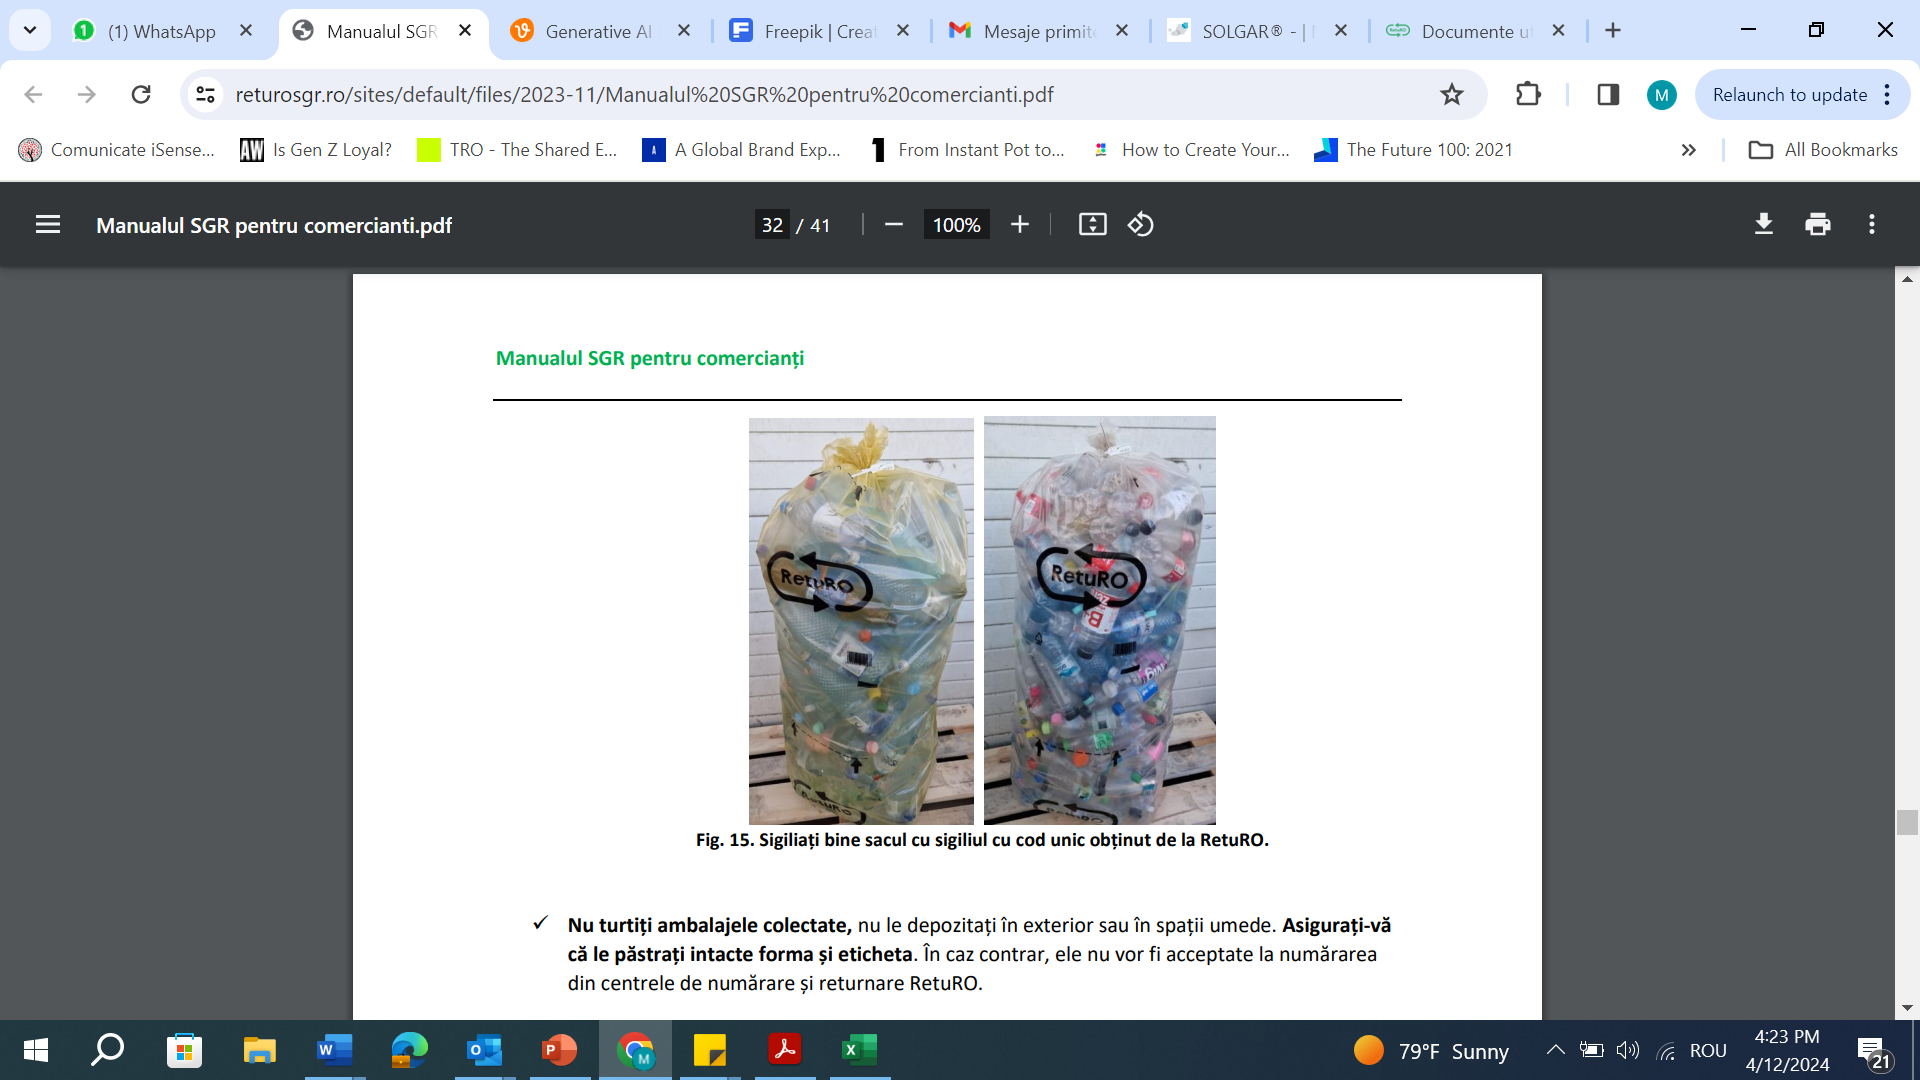 (1) WhatsApp
Manualul SGR
Generative AI
Freepik | Creat
Mesaje primite
SOLGAR® - |
Documente ut
returosgr.ro/sites/default/files/2023-11/Manualul%20SGR%20pentru%20comercianti.pdf
M
Relaunch to update
Comunicate iSense...
AW
Is Gen Z Loyal?
TRO - The Shared E...
A
A Global Brand Exp...
From Instant Pot to...
How to Create Your...
The Future 100: 2021
All Bookmarks
Manualul SGR pentru comercianti.pdf
32 / 41
100%
Manualul SGR pentru comercianți
RetuRO
RetuRO
RetuRO
Fig. 15. Sigiliați bine sacul cu sigiliul cu cod unic obținut de la RetuRO.
✓ Nu turtiți ambalajele colectate, nu le depozitați în exterior sau în spații umede. Asigurați-vă
că le păstrați intacte forma și eticheta. În caz contrar, ele nu vor fi acceptate la numărarea
din centrele de numărare și returnare RetuRO.
79°F Sunny
ROU
4:23 PM
4/12/2024
21